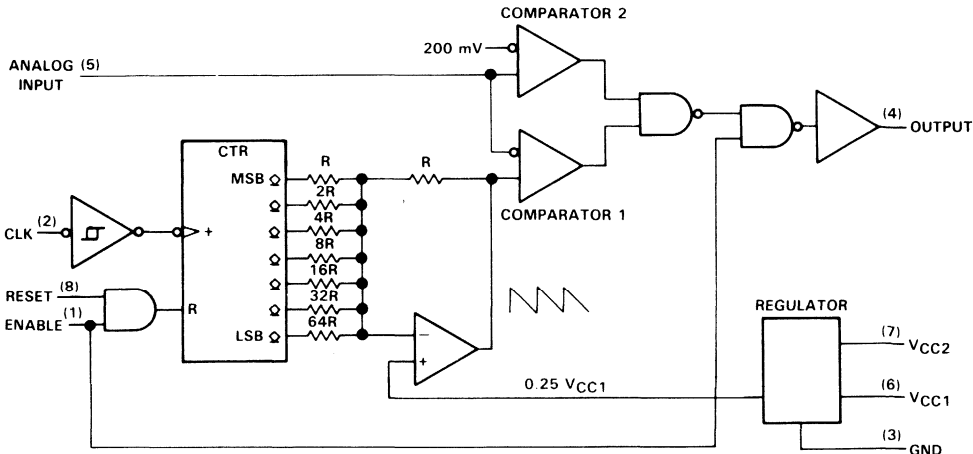 COMPARATOR 2
200 mV
ANALOG (5)
INPUT
(4)
OUTPUT
CTR
R
R
MSB
2R
COMPARATOR 1
4R
(2)
CLK
+
8R
16R
(8)
RESET
32R
R
REGULATOR
(1)
ENABLE
64R
LSB
−
+
(7)
VCC2
0.25 VCC1
(6)
VCC1
(3)
GND